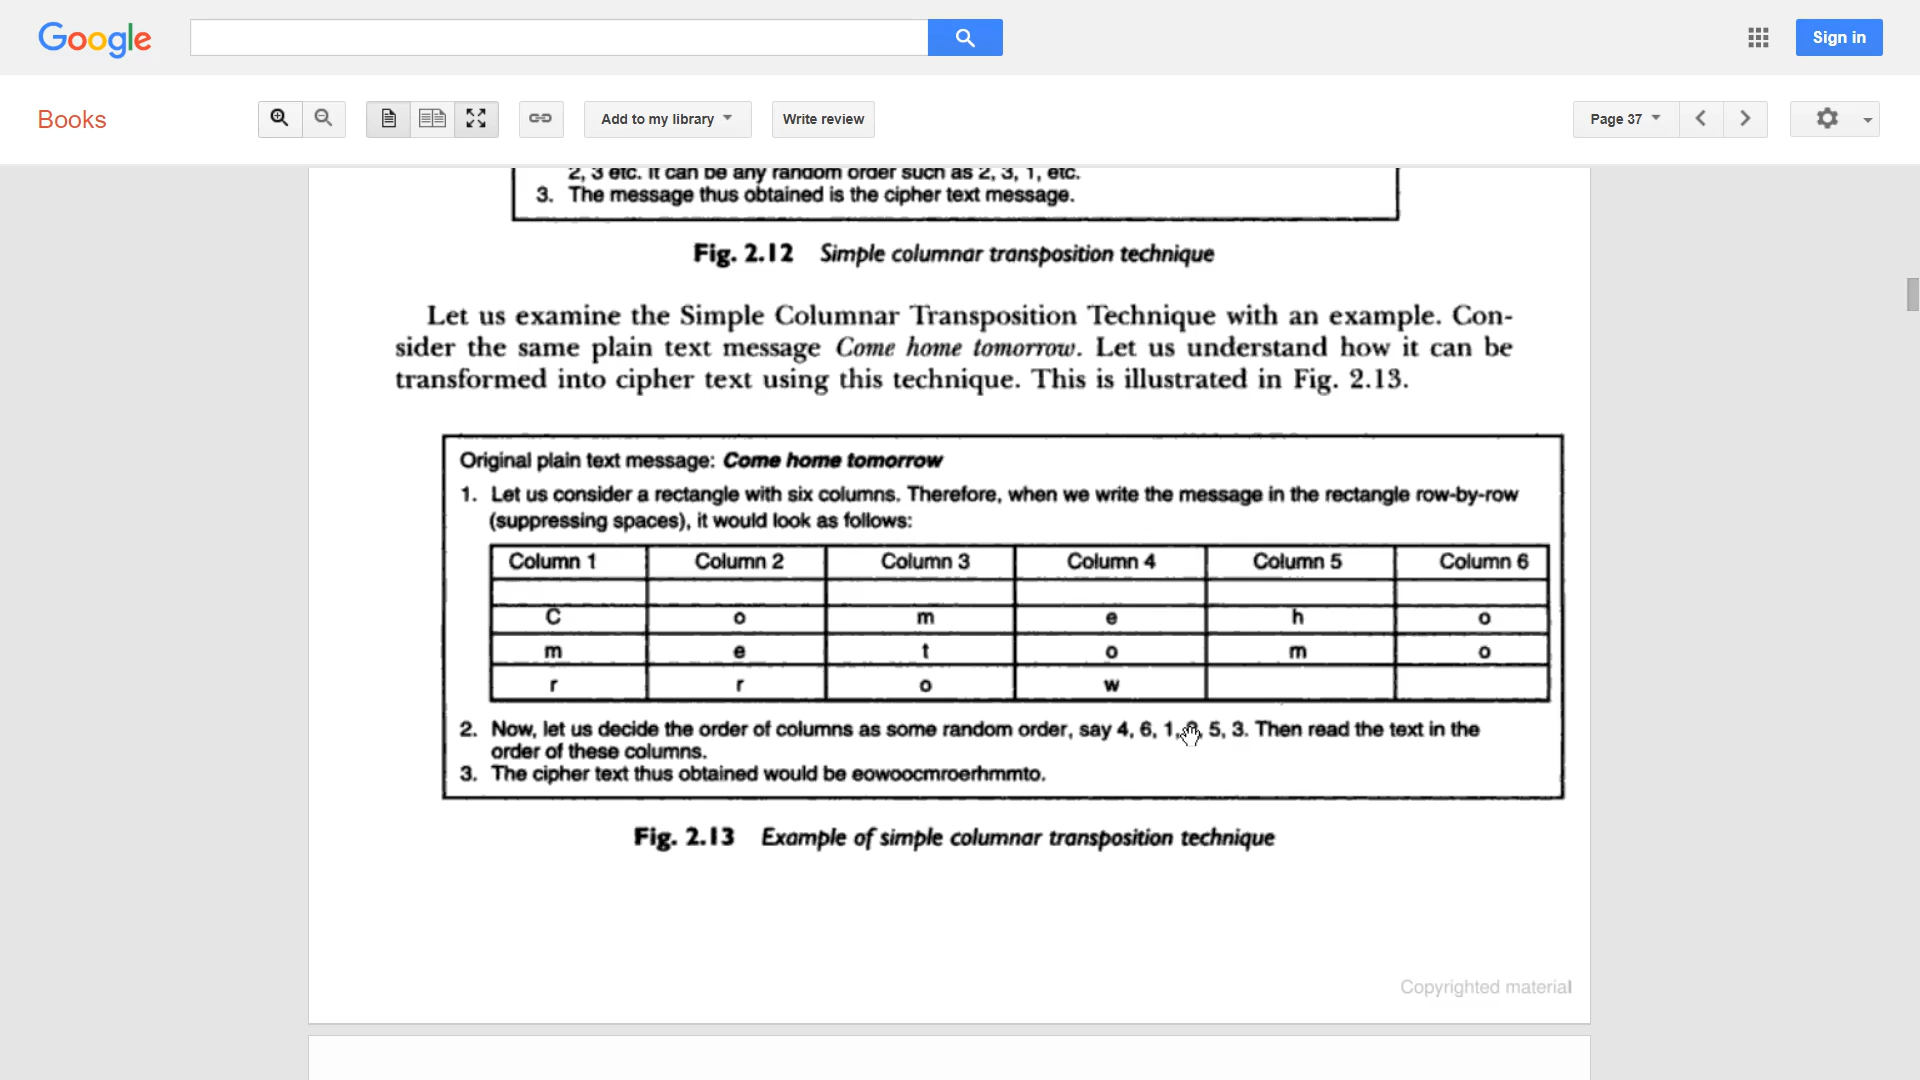 Google
Sign in
Books
Add to my library
Write review
Page 37
2, 3 etc. It can be any random order such as 2, 3, 1, etc.
3. The message thus obtained is the cipher text message.
Fig. 2.12 Simple columnar transposition technique
Let us examine the Simple Columnar Transposition Technique with an example. Con-
sider the same plain text message Come home tomorrow. Let us understand how it can be
transformed into cipher text using this technique. This is illustrated in Fig. 2.13.
Original plain text message: Come home tomorrow
1. Let us consider a rectangle with six columns. Therefore, when we write the message in the rectangle row-by-row
(suppressing spaces), it would look as follows:
Column 1 Column 2 Column 3 Column 4 Column 5 Column 6
C o m e h o
m e t o m o
r r o w
2. Now, let us decide the order of columns as some random order, say 4, 6, 1, 5, 3. Then read the text in the
order of these columns.
3. The cipher text thus obtained would be eowoocmroerhmmto.
Fig. 2.13 Example of simple columnar transposition technique
Copyrighted material